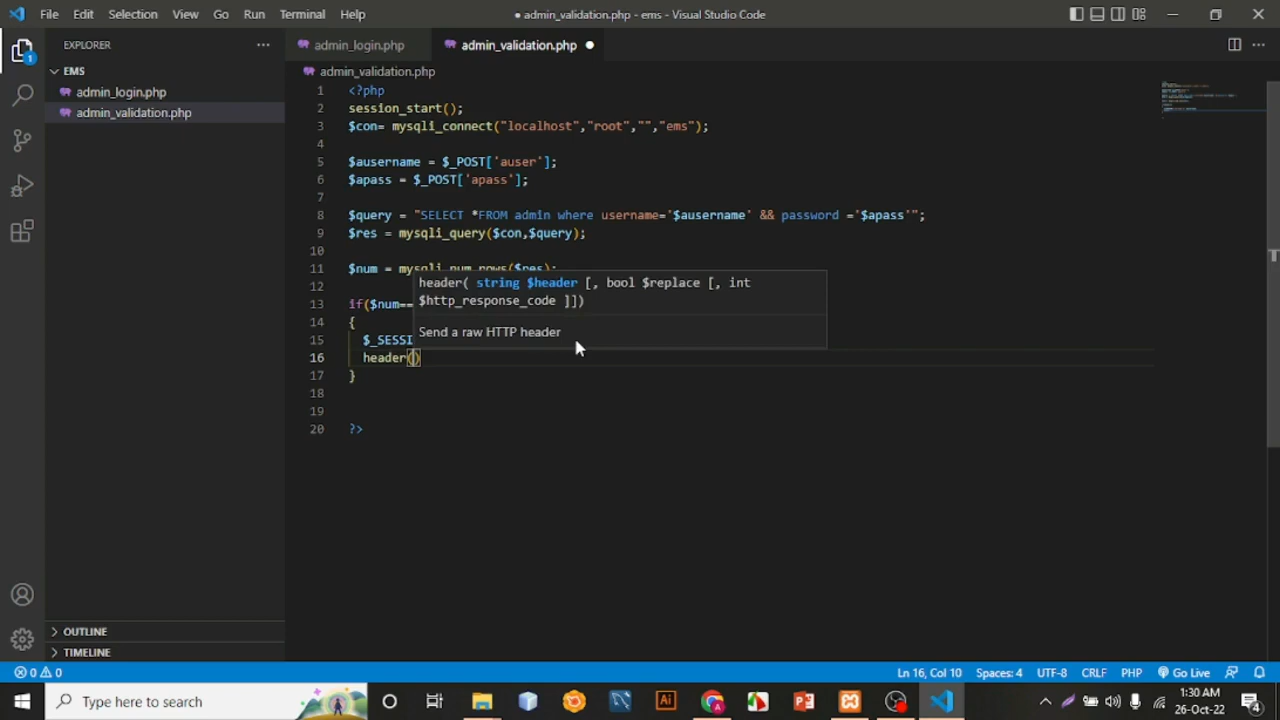 File Edit Selection View Go Run Terminal Help
● admin_validation.php - ems - Visual Studio Code
EXPLORER
EMS
admin_login.php
admin_validation.php
OUTLINE
TIMELINE
admin_login.php admin_validation.php
admin_validation.php
1 <?php
2 session_start();
3 $con= mysqli_connect("localhost","root","","ems");
4
5 $ausername = $_POST['auser'];
6 $apass = $_POST['apass'];
7
8 $query = "SELECT *FROM admin where username='$ausername' && password ='$apass'";
9 $res = mysqli_query($con,$query);
10
11 $num = mysqli_num_rows($res);
12
13 if($num==
14 {
15 $_SESSI
16 header()
17 }
18
19
20 ?>
header( string $header [, bool $replace [, int
$http_response_code ]])
Send a raw HTTP header
1
0 0 Ln 16, Col 10 Spaces: 4 UTF-8 CRLF PHP Go Live
Type here to search
Ai
1:30 AM
26-Oct-22
4